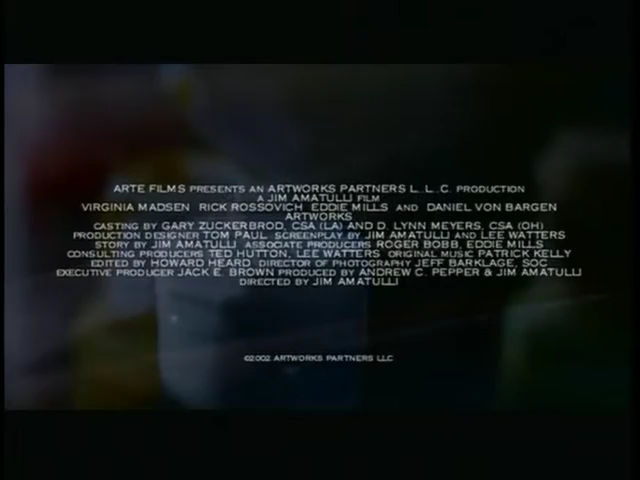 ARTE FILMS PRESENTS AN ARTWORKS PARTNERS L.L.C. PRODUCTION
A JIM AMATULLI FILM
VIRGINIA MADSEN RICK ROSSOVICH EDDIE MILLS AND DANIEL VON BARGEN
ARTWORKS
CASTING BY GARY ZUCKERBROD, CSA (LA) AND D. LYNN MEYERS, CSA (OH)
PRODUCTION DESIGNER TOM PAUL SCREENPLAY BY JIM AMATULLI AND LEE WATTERS
STORY BY JIM AMATULLI ASSOCIATE PRODUCERS ROGER BOBB, EDDIE MILLS
CONSULTING PRODUCERS TED HUTTON, LEE WATTERS ORIGINAL MUSIC PATRICK KELLY
EDITED BY HOWARD HEARD DIRECTOR OF PHOTOGRAPHY JEFF BARKLAGE, SOC
EXECUTIVE PRODUCER JACK E. BROWN PRODUCED BY ANDREW C. PEPPER & JIM AMATULLI
DIRECTED BY JIM AMATULLI
©2002 ARTWORKS PARTNERS LLC